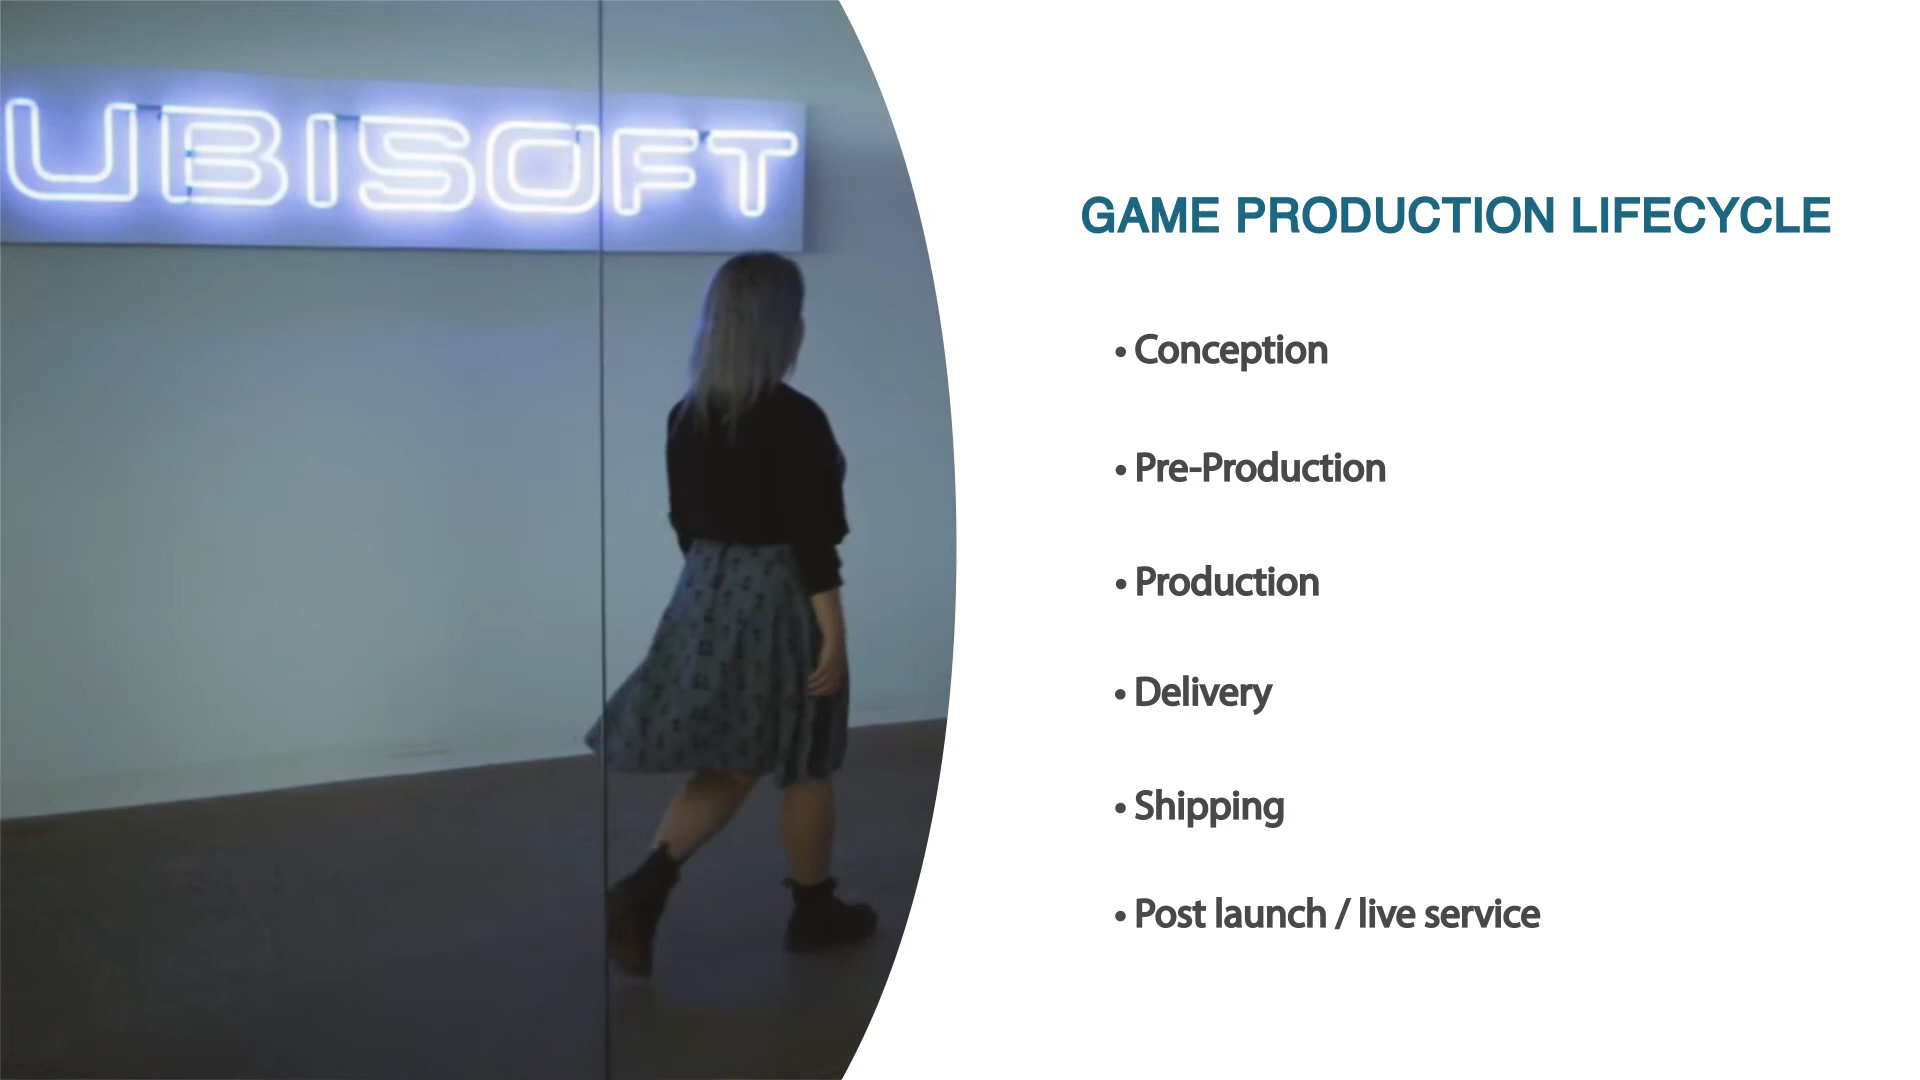 UBISOFT
GAME PRODUCTION LIFECYCLE
• Conception
• Pre-Production
• Production
• Delivery
• Shipping
• Post launch / live service